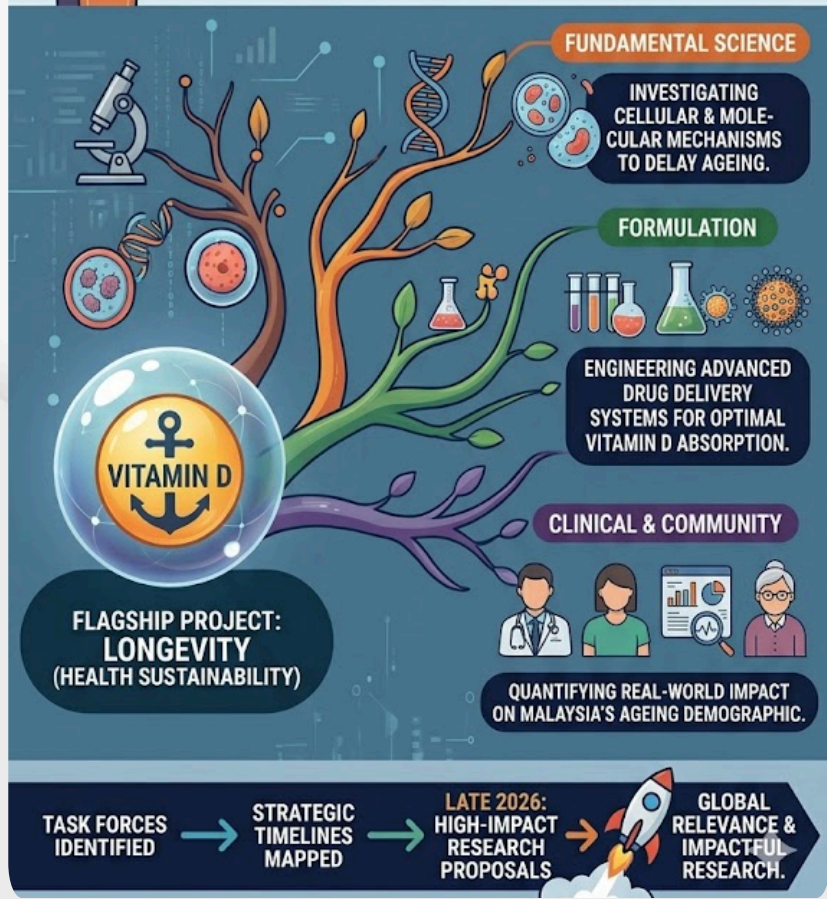 FUNDAMENTAL SCIENCE
INVESTIGATING
CELLULAR & MOLE-
CULAR MECHANISMS
TO DELAY AGEING.
FORMULATION
ENGINEERING ADVANCED
DRUG DELIVERY
SYSTEMS FOR OPTIMAL
VITAMIN D ABSORPTION.
VITAMIN D
CLINICAL & COMMUNITY
FLAGSHIP PROJECT:
LONGEVITY
(HEALTH SUSTAINABILITY)
QUANTIFYING REAL-WORLD IMPACT
ON MALAYSIA'S AGEING DEMOGRAPHIC.
TASK FORCES
IDENTIFIED
STRATEGIC
TIMELINES
MAPPED
LATE 2026:
HIGH-IMPACT
RESEARCH
PROPOSALS
GLOBAL
RELEVANCE &
IMPACTFUL
RESEARCH.